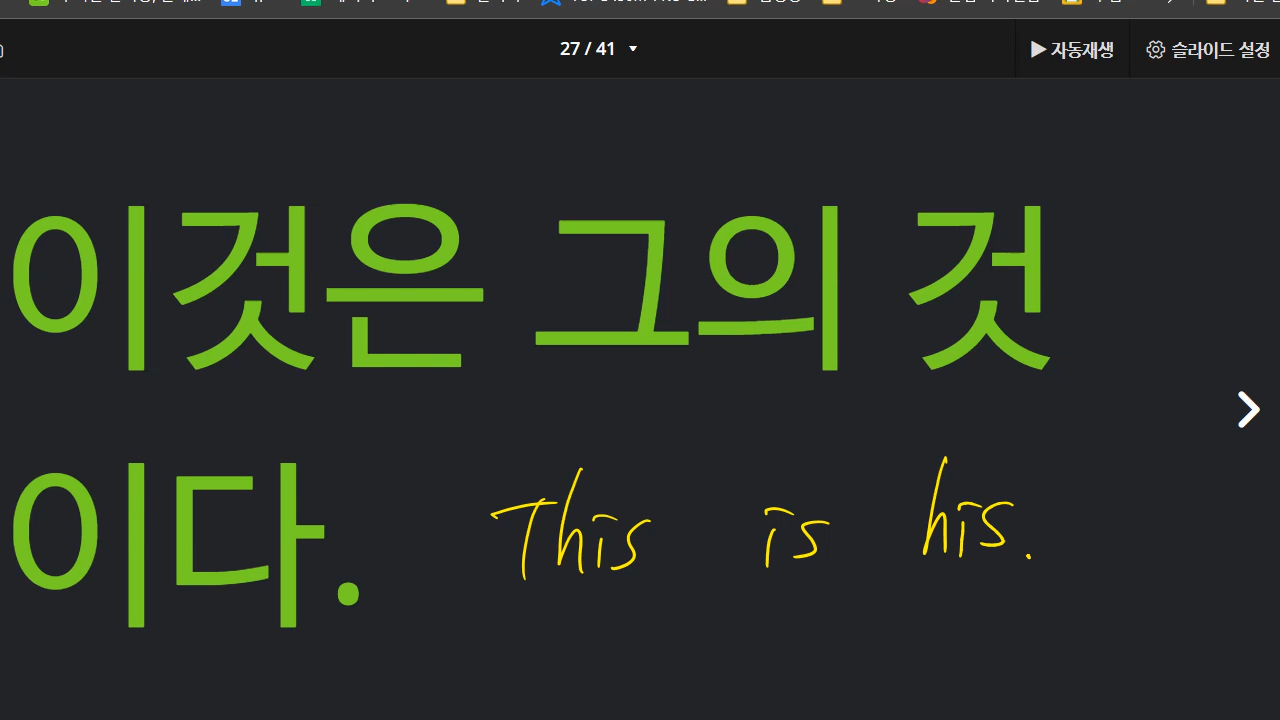 27 / 41
자동재생
슬라이드 설정
이것은 그의 것
이다.
This is his.